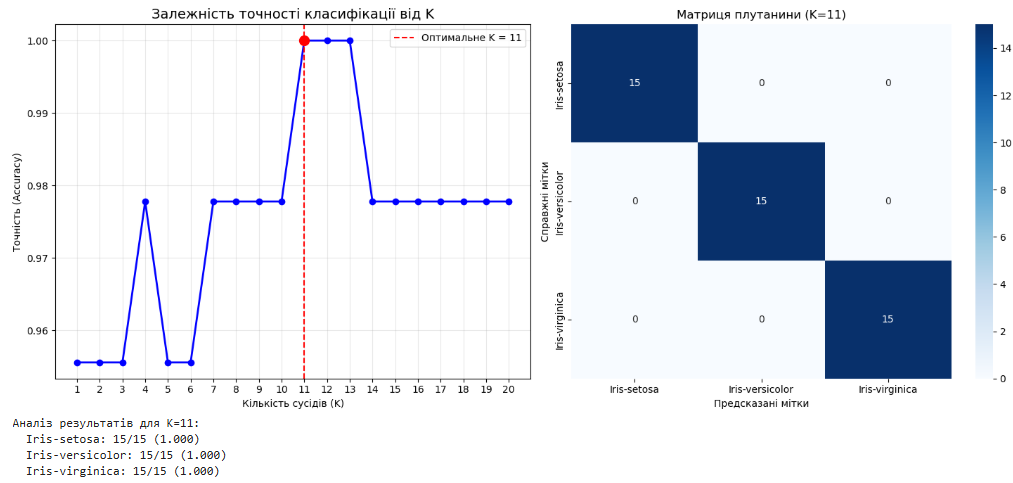 Залежність точності класифікації від K
Оптимальне K = 11
Точність (Accuracy)
1.00
0.99
0.98
0.97
0.96
1 2 3 4 5 6 7 8 9 10 11 12 13 14 15 16 17 18 19 20
Кількість сусідів (K)
Матриця плутанини (K=11)
Справжні мітки
Iris-setosa
15 0 0
Iris-versicolor
0 15 0
Iris-virginica
0 0 15
Iris-setosa Iris-versicolor Iris-virginica
Предсказані мітки
14
12
10
8
6
4
2
0
Аналіз результатів для K=11:
Iris-setosa: 15/15 (1.000)
Iris-versicolor: 15/15 (1.000)
Iris-virginica: 15/15 (1.000)